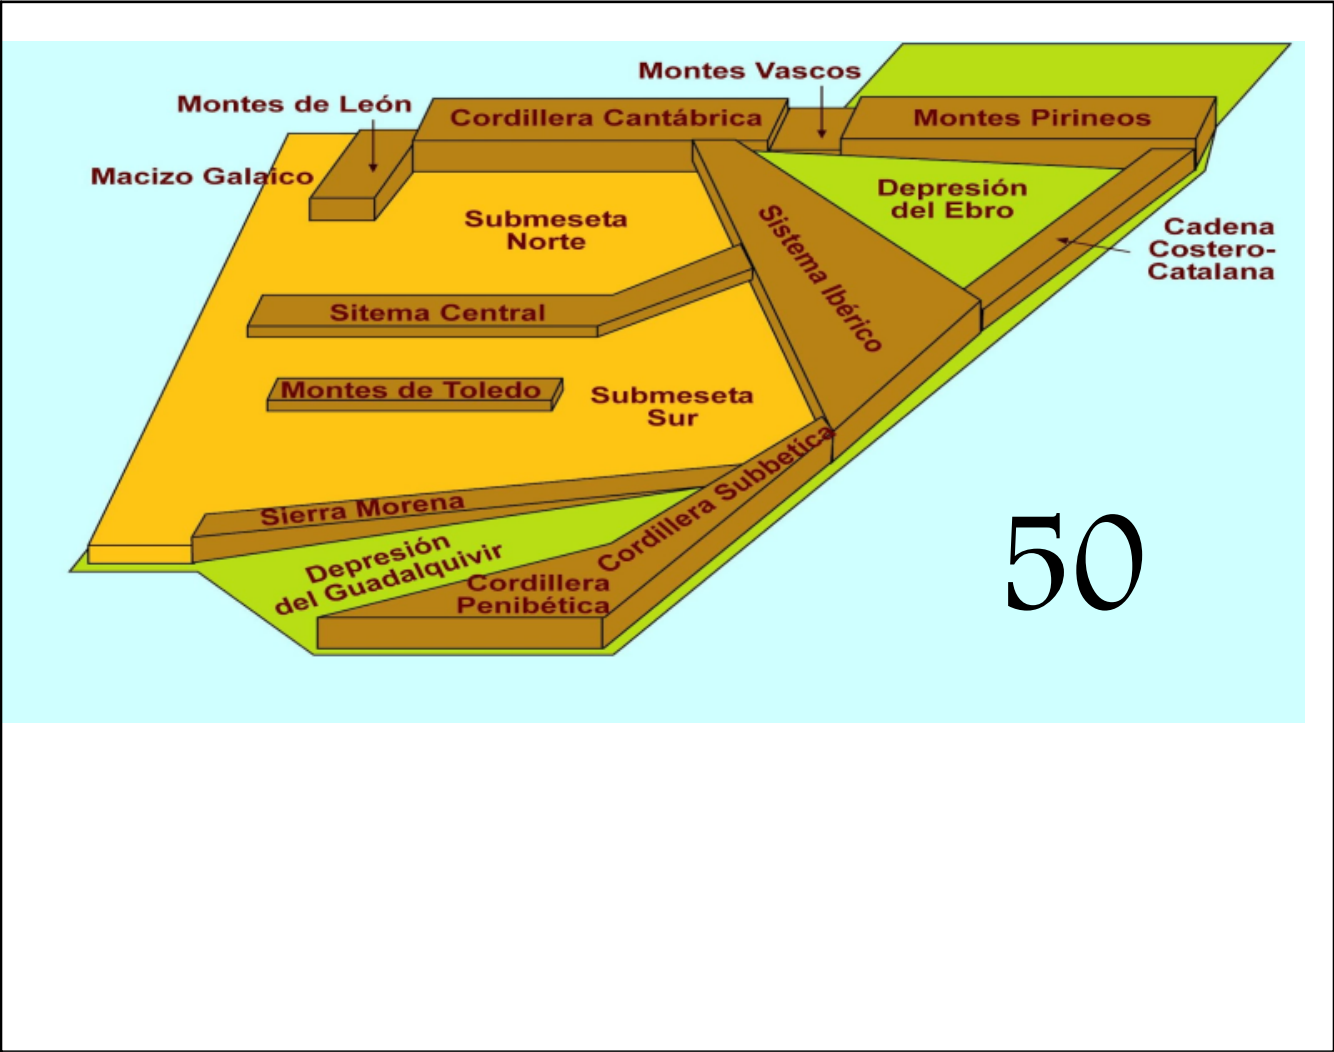 Montes Vascos
Montes de León
Cordillera Cantábrica
Montes Pirineos
Macizo Galaico
Depresión
del Ebro
Submeseta
Norte
Sistema Ibérico
Cadena
Costero-
Catalana
Sitema Central
Montes de Toledo
Submeseta
Sur
Cordillera Subbetica
Sierra Morena
Depresión
del Guadalquivir
Cordillera
Penibética
50